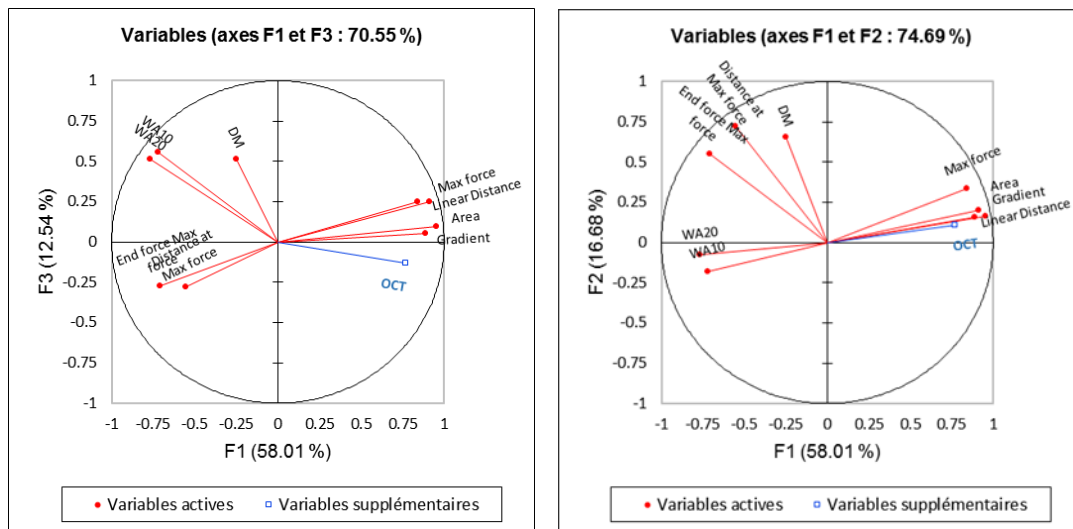 Variables (axes F1 et F3 : 70.55 %)
1
0.75
0.5
0.25
0
-0.25
-0.5
-0.75
-1
-1
-0.75
-0.5
-0.25
0
0.25
0.5
0.75
1
F3 (12.54 %)
F1 (58.01 %)
WA10
WA20
DM
Max force
Linear Distance
Area
Gradient
End force Max
force
Distance at
Max force
OCT
Variables actives
Variables supplémentaires
Variables (axes F1 et F2 : 74.69 %)
1
0.75
0.5
0.25
0
-0.25
-0.5
-0.75
-1
-1
-0.75
-0.5
-0.25
0
0.25
0.5
0.75
1
F2 (16.68 %)
F1 (58.01 %)
Distance at
Max force
End force Max
force
DM
Max force
Area
Gradient
Linear Distance
OCT
WA20
WA10
Variables actives
Variables supplémentaires